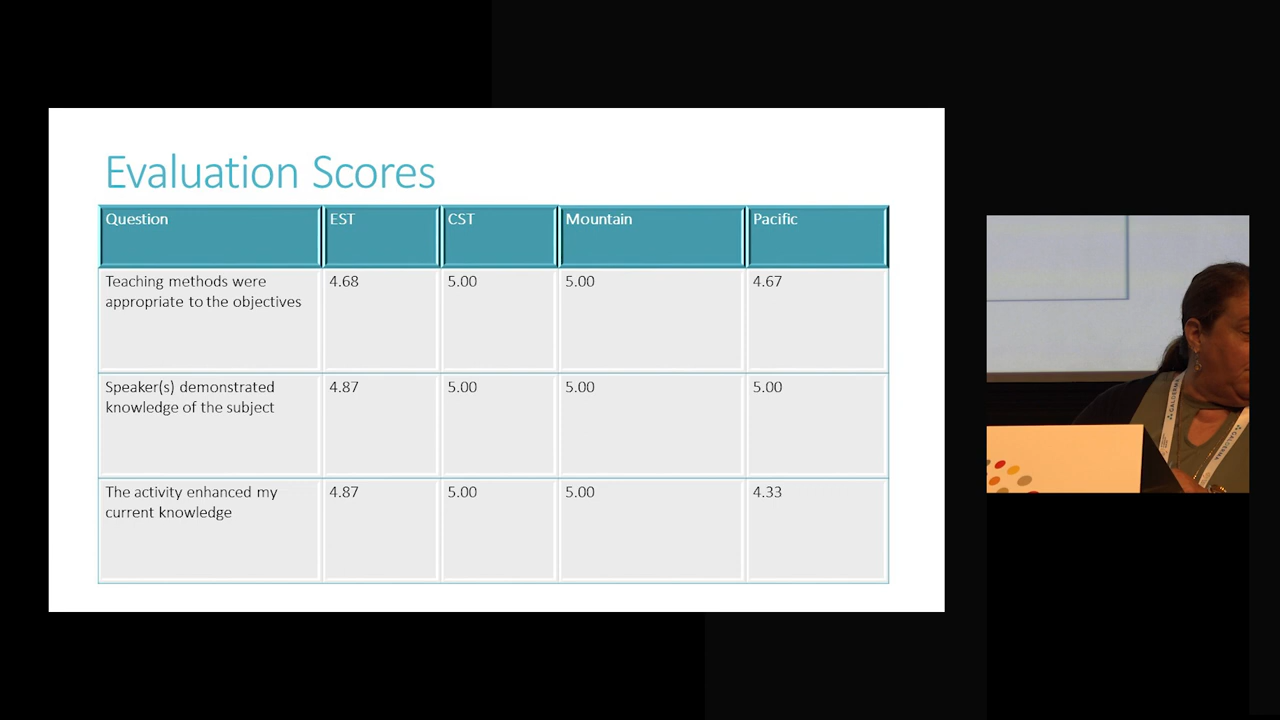 Evaluation Scores
Question EST CST Mountain Pacific
Teaching methods were
appropriate to the objectives
4.68 5.00 5.00 4.67
Speaker(s) demonstrated
knowledge of the subject
4.87 5.00 5.00 5.00
The activity enhanced my
current knowledge
4.87 5.00 5.00 4.33
GALDERMA
GALDERMA